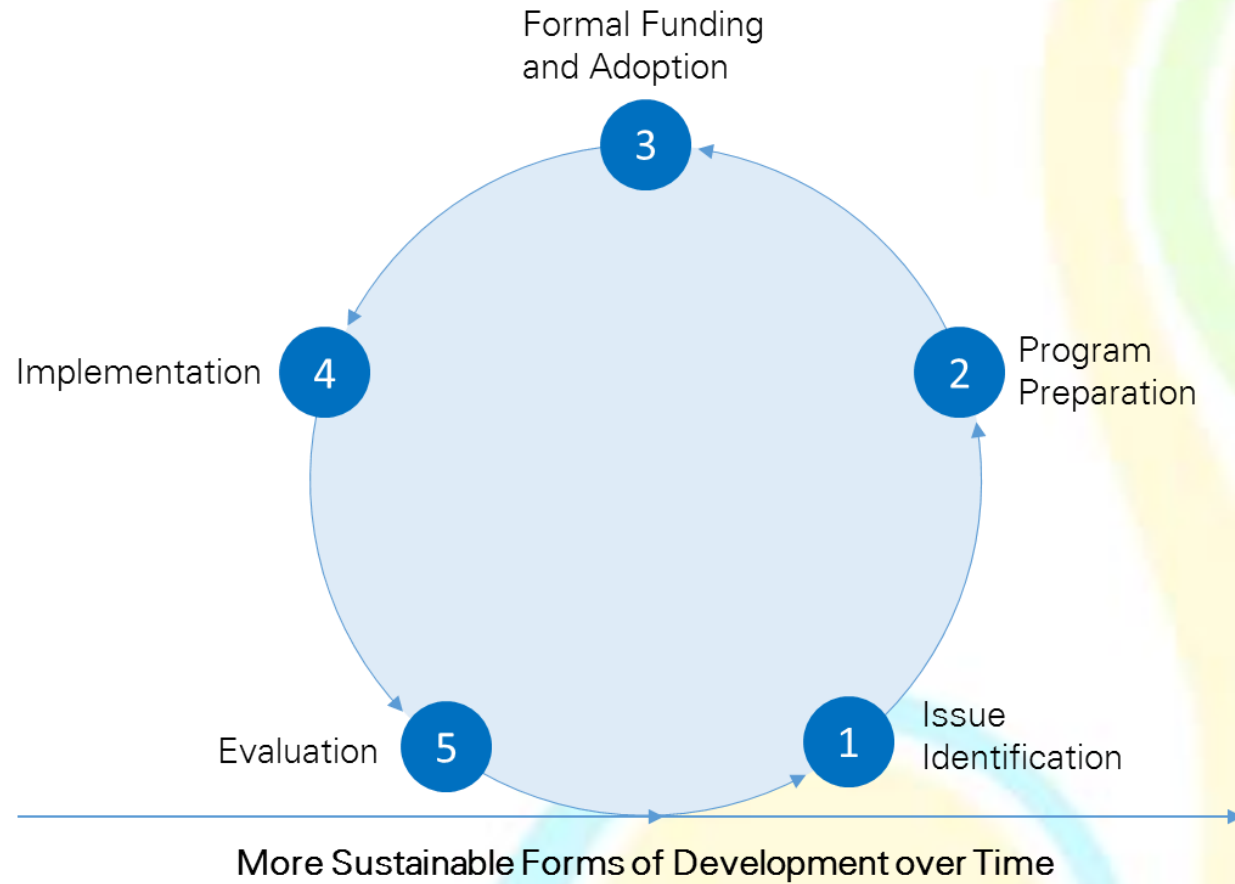 Formal Funding
and Adoption
3
Implementation
4
2
Program
Preparation
Evaluation
5
1
Issue
Identification
More Sustainable Forms of Development over Time